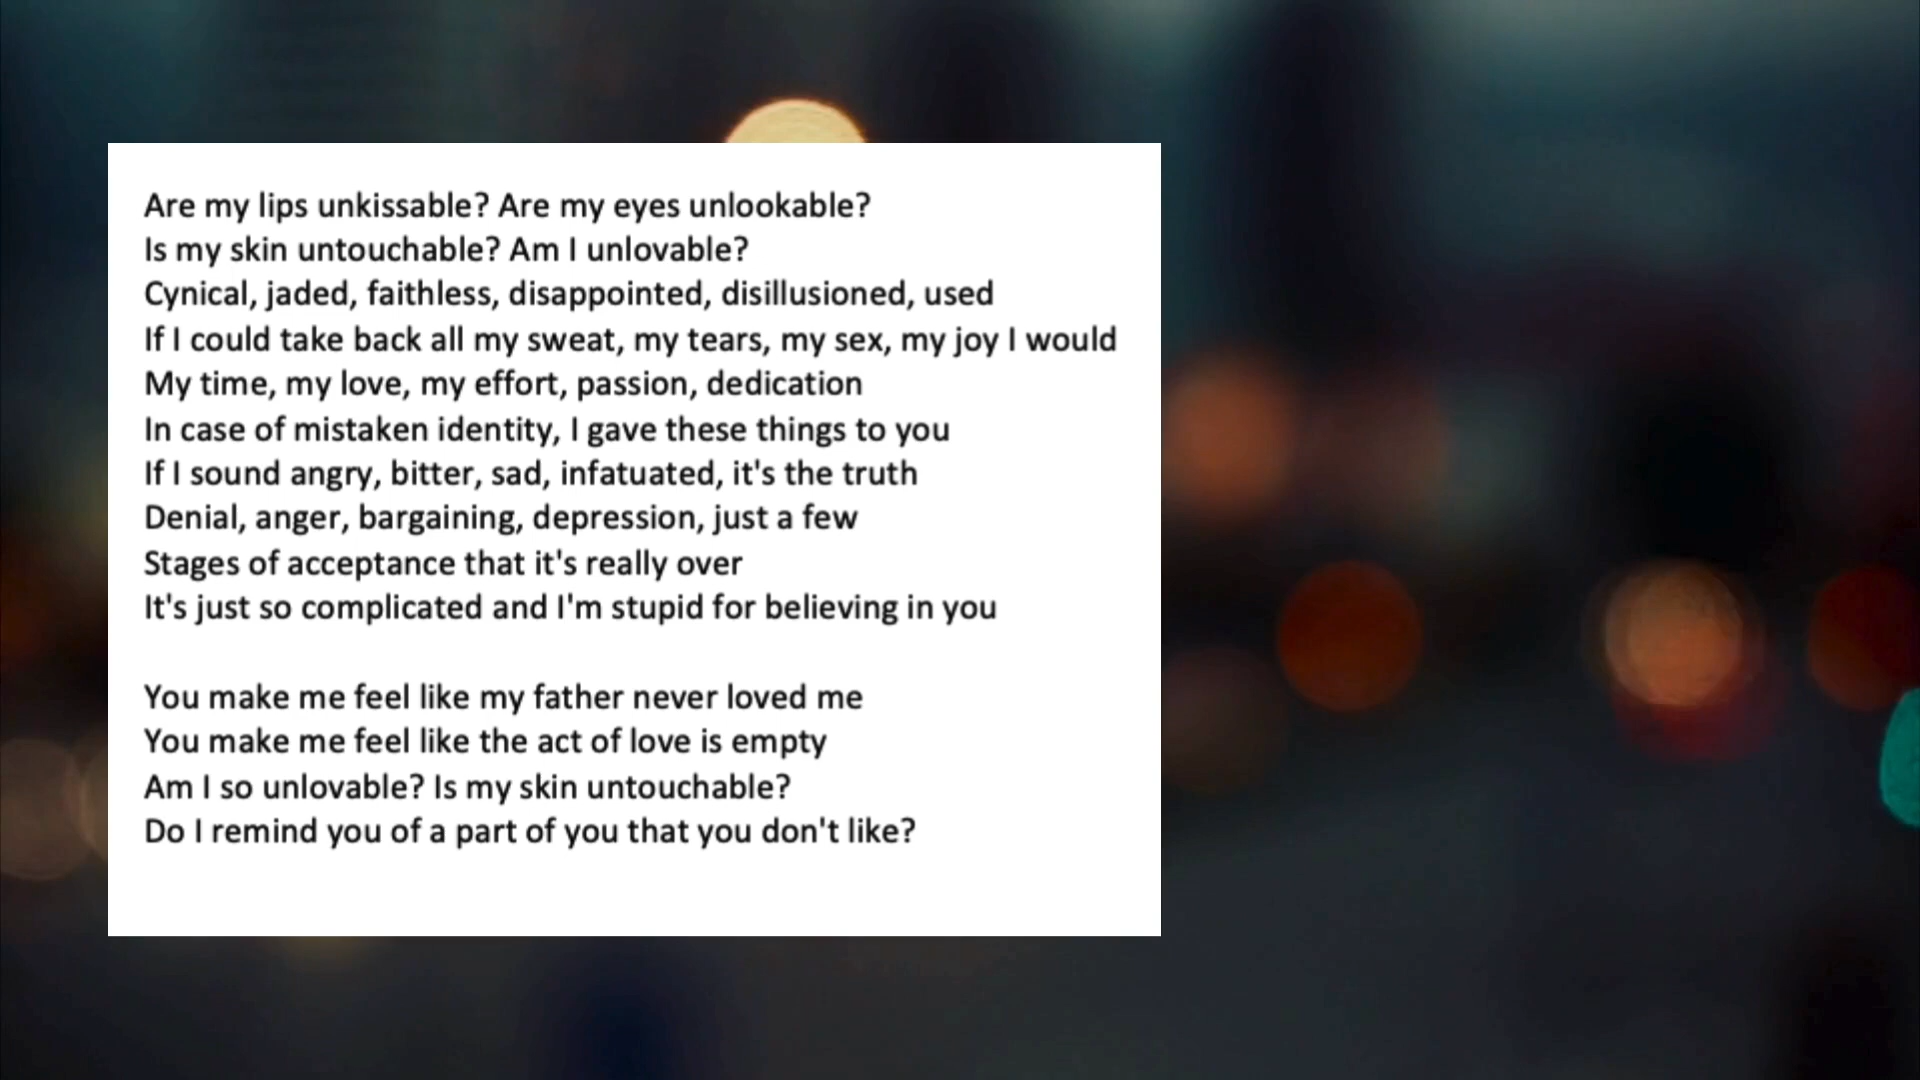 Are my lips unkissable? Are my eyes unlookable?
Is my skin untouchable? Am I unlovable?
Cynical, jaded, faithless, disappointed, disillusioned, used
If I could take back all my sweat, my tears, my sex, my joy I would
My time, my love, my effort, passion, dedication
In case of mistaken identity, I gave these things to you
If I sound angry, bitter, sad, infatuated, it's the truth
Denial, anger, bargaining, depression, just a few
Stages of acceptance that it's really over
It's just so complicated and I'm stupid for believing in you
You make me feel like my father never loved me
You make me feel like the act of love is empty
Am I so unlovable? Is my skin untouchable?
Do I remind you of a part of you that you don't like?